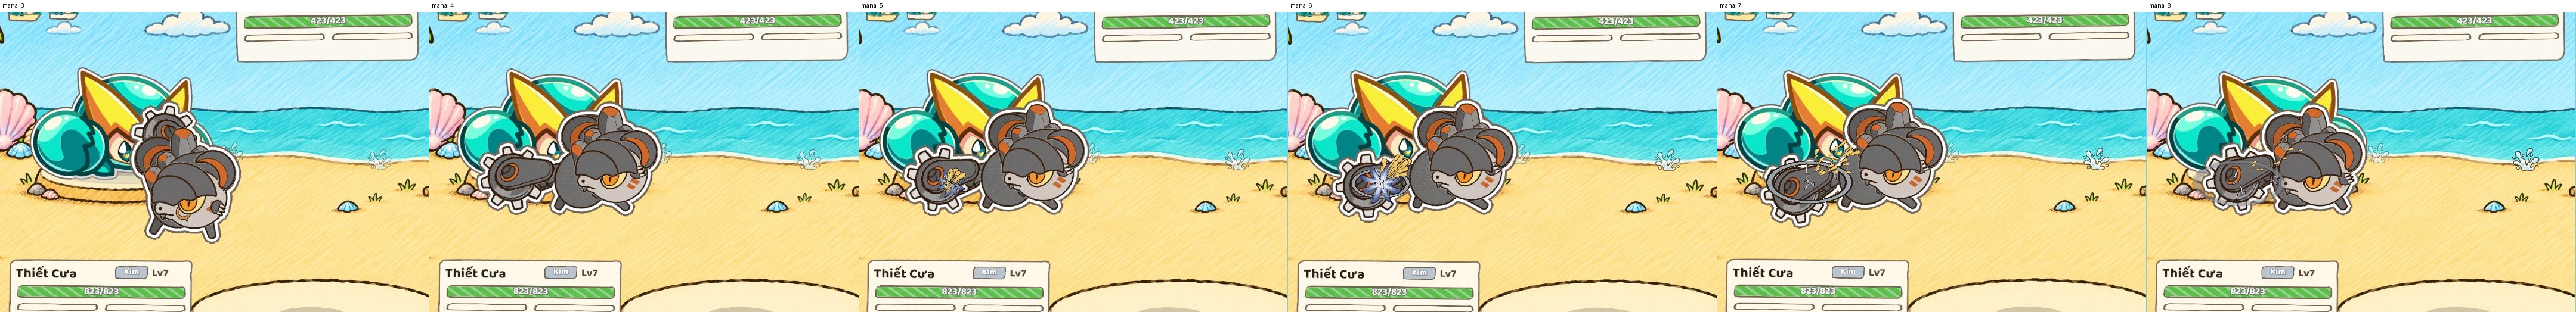 mana_3
423/423
Thiết Cưa Kim Lv7
823/823
mana_4
423/423
Thiết Cưa Kim Lv7
823/823
mana_5
423/423
Thiết Cưa Kim Lv7
823/823
mana_6
423/423
Thiết Cưa Kim Lv7
823/823
mana_7
423/423
Thiết Cưa Kim Lv7
823/823
mana_8
423/423
Thiết Cưa Kim Lv7
823/823